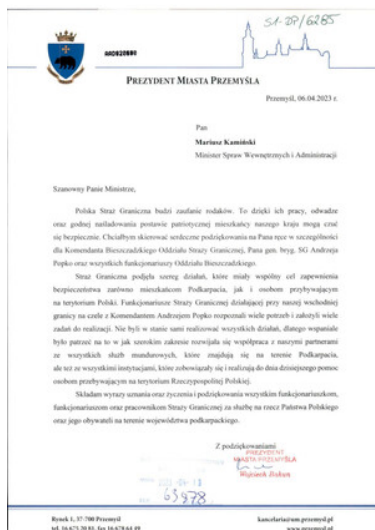 S1-DP/6285
PREZYDENT MIASTA PRZEMYŚLA
Przemyśl, 06.04.2023 r.
Pan
Mariusz Kamiński
Minister Spraw Wewnętrznych i Administracji
Szanowny Panie Ministrze,
Polska Straż Graniczna budzi zaufanie rodaków. To dzięki ich pracy, odwadze
oraz godnej naśladowania postawie patriotycznej mieszkańcy naszego kraju mogą czuć
się bezpiecznie. Chciałbym skierować serdeczne podziękowania na Pana ręce w szczególności
dla Komendanta Bieszczadzkiego Oddziału Straży Granicznej, Pana gen. bryg. SG Andrzeja
Popko oraz wszystkich funkcjonariuszy Oddziału Bieszczadzkiego.
Straż Graniczna podjęła szereg działań, które miały wspólny cel zapewnienia
bezpieczeństwa zarówno mieszkańcom Podkarpacia, jak i osobom przybywającym
na terytorium Polski. Funkcjonariusze Straży Granicznej działającej przy naszej wschodniej
granicy na czele z Komendantem Andrzejem Popko rozpoznali wiele potrzeb i założyli wiele
zadań do realizacji. Nie byli w stanie sami realizować wszystkich działań, dlatego wspaniale
było patrzeć na to w jak szerokim zakresie rozwijała się współpraca z naszymi partnerami
ze wszystkich służb mundurowych, które znajdują się na terenie Podkarpacia,
ale też ze wszystkimi instytucjami, które zobowiązały się i realizują do dnia dzisiejszego pomoc
osobom przebywającym na terytorium Rzeczypospolitej Polskiej.
Składam wyrazy uznania oraz życzenia i podziękowania wszystkim funkcjonariuszkom,
funkcjonariuszom oraz pracownikom Straży Granicznej za służbę na rzecz Państwa Polskiego
oraz jego obywateli na terenie województwa podkarpackiego.
Z podziękowaniami
PREZYDENT
MIASTA PRZEMYŚLA
Wojciech Bakun
63978
Rynek 1, 37-700 Przemyśl
kancelaria@um.przemysl.pl
www.przemysl.pl